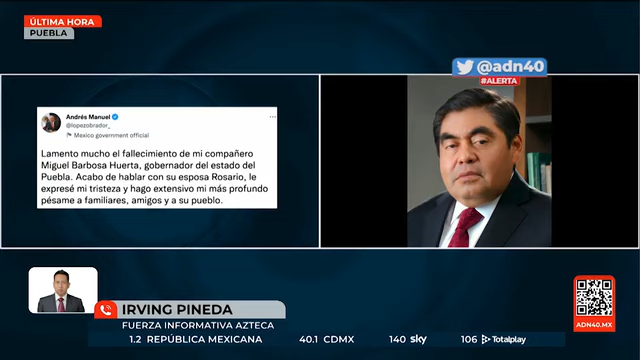 ÚLTIMA HORA
PUEBLA
@adn40
#ALERTA
Andrés Manuel
@lopezobrador_
Mexico government official
Lamento mucho el fallecimiento de mi compañero
Miguel Barbosa Huerta, gobernador del estado del
Puebla. Acabo de hablar con su esposa Rosario, le
expresé mi tristeza y hago extensivo mi más profundo
pésame a familiares, amigos y a su pueblo.
IRVING PINEDA
FUERZA INFORMATIVA AZTECA
ADN40.MX
1.2 REPÚBLICA MEXICANA 40.1 CDMX 140 sky 106 Totalplay